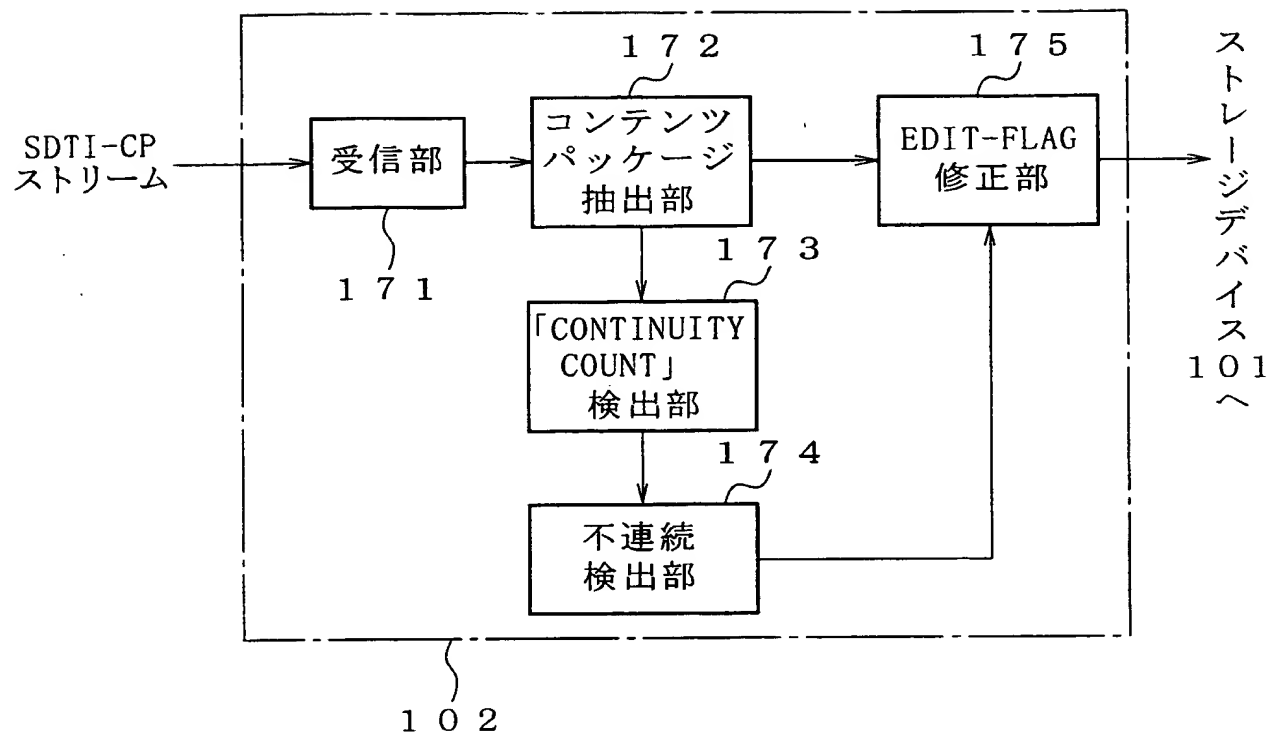 SDTI-CP
ストリーム
受信部
１７１
１７２
コンテンツ
パッケージ
抽出部
１７３
「CONTINUITY
COUNT」
検出部
１７４
不連続
検出部
１７５
EDIT-FLAG
修正部
ストレージデバイス１０１へ
１０２